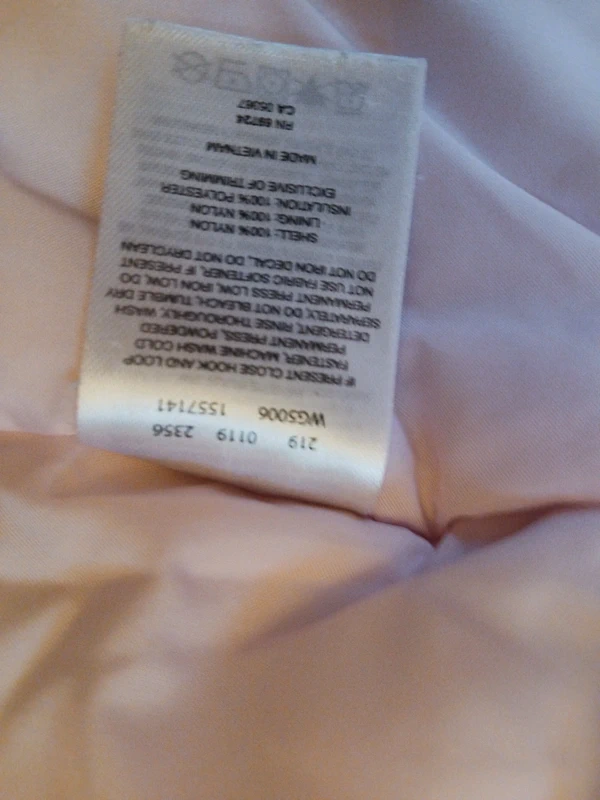 219 0119 2356
WG5006 1557141
IF PRESENT CLOSE HOOK AND LOOP
FASTENER, MACHINE WASH COLD
PERMANENT PRESS, POWDERED
DETERGENT, RINSE THOROUGHLY, WASH
SEPARATELY, DO NOT BLEACH, TUMBLE DRY
PERMANENT PRESS LOW, IRON LOW, DO
NOT USE FABRIC SOFTENER, IF PRESENT
DO NOT IRON DECAL, DO NOT DRYCLEAN
SHELL: 100% NYLON
LINING: 100% NYLON
INSULATION: 100% POLYESTER
EXCLUSIVE OF TRIMMING
MADE IN VIETNAM
RN 69724
CA 05367